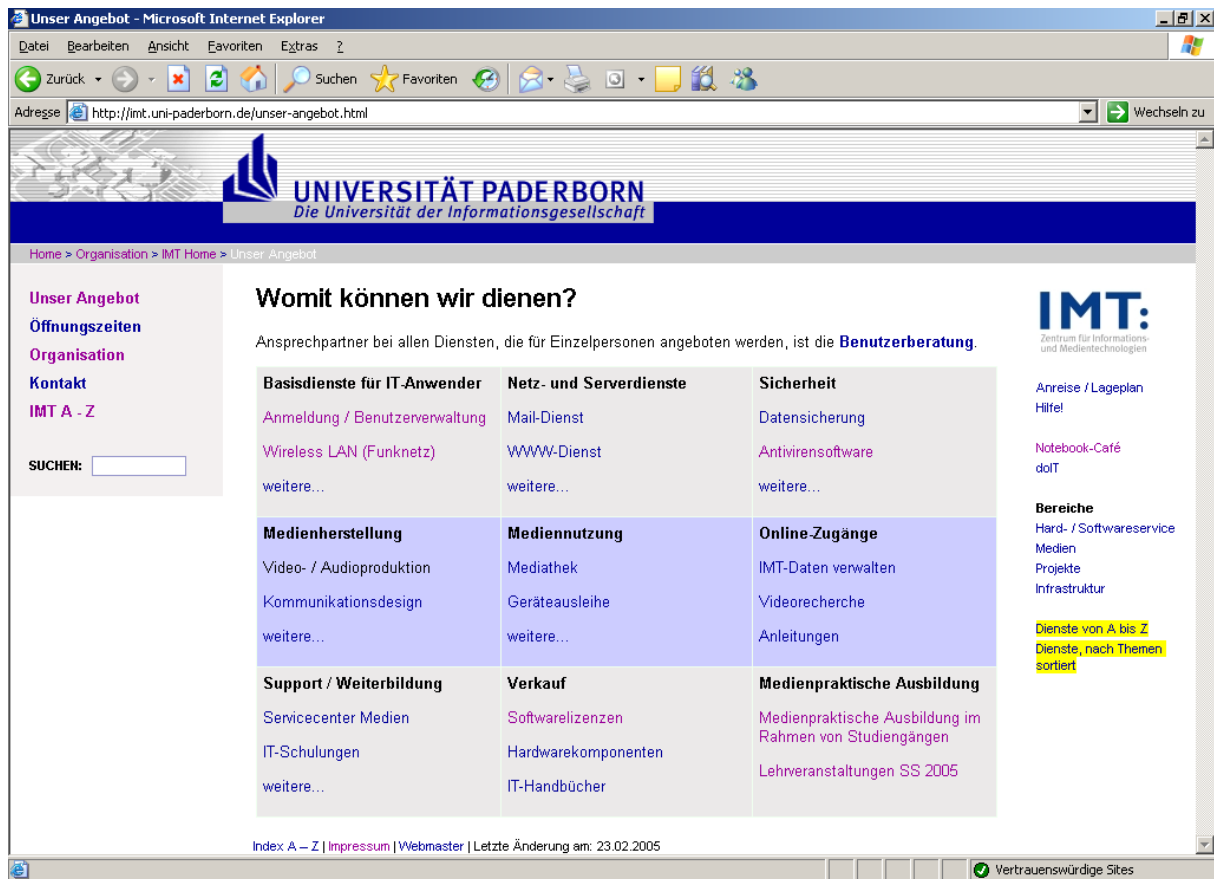 Unser Angebot - Microsoft Internet Explorer
Datei Bearbeiten Ansicht Favoriten Extras ?
Zurück Suchen Favoriten
Adresse http://imt.uni-paderborn.de/unser-angebot.html Wechseln zu
UNIVERSITÄT PADERBORN
Die Universität der Informationsgesellschaft
Home > Organisation > IMT Home > Unser Angebot
Unser Angebot
Öffnungszeiten
Organisation
Kontakt
IMT A - Z
SUCHEN:
Womit können wir dienen?
Ansprechpartner bei allen Diensten, die für Einzelpersonen angeboten werden, ist die Benutzerberatung.
Basisdienste für IT-Anwender
Anmeldung / Benutzerverwaltung
Wireless LAN (Funknetz)
weitere...
Netz- und Serverdienste
Mail-Dienst
WWW-Dienst
weitere...
Sicherheit
Datensicherung
Antivirensoftware
weitere...
Medienherstellung
Video- / Audioproduktion
Kommunikationsdesign
weitere...
Mediennutzung
Mediathek
Geräteausleihe
weitere...
Online-Zugänge
IMT-Daten verwalten
Videorecherche
Anleitungen
Support / Weiterbildung
Servicecenter Medien
IT-Schulungen
weitere...
Verkauf
Softwarelizenzen
Hardwarekomponenten
IT-Handbücher
Medienpraktische Ausbildung
Medienpraktische Ausbildung im
Rahmen von Studiengängen
Lehrveranstaltungen SS 2005
IMT:
Zentrum für Informations-
und Medientechnologien
Anreise / Lageplan
Hilfe!
Notebook-Café
doIT
Bereiche
Hard- / Softwareservice
Medien
Projekte
Infrastruktur
Dienste von A bis Z
Dienste, nach Themen
sortiert
Index A – Z | Impressum | Webmaster | Letzte Änderung am: 23.02.2005
Vertrauenswürdige Sites